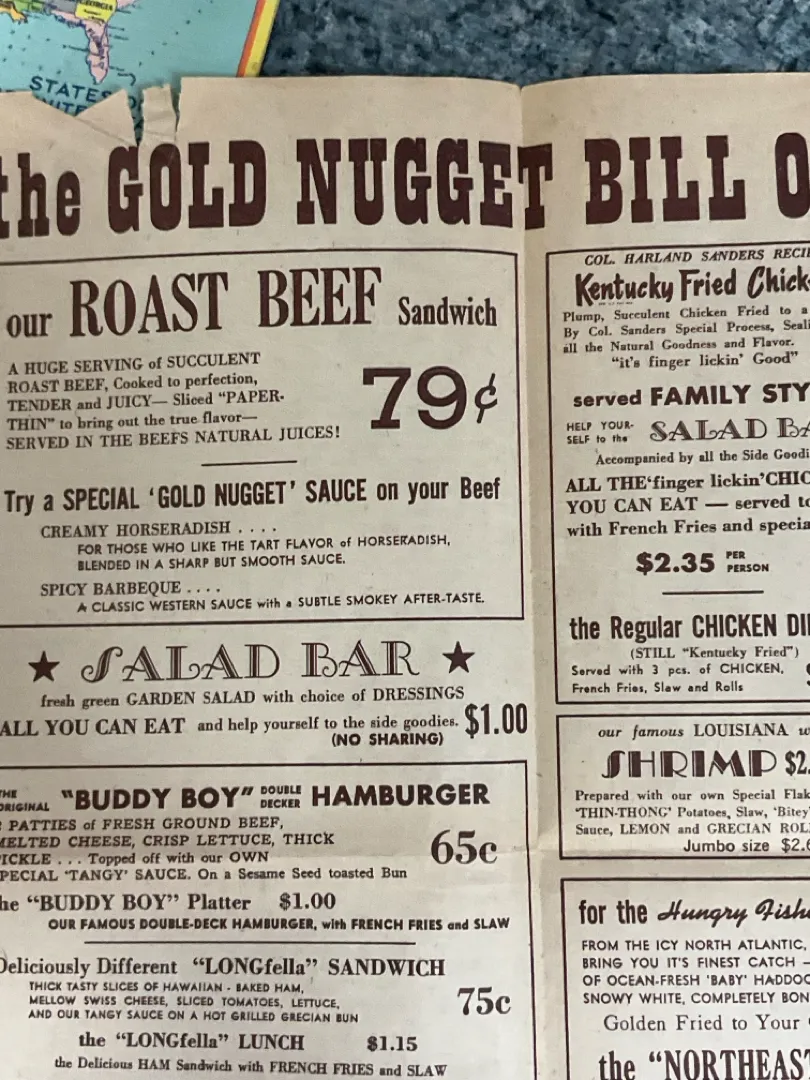 GEORGIA
STATES
the GOLD NUGGET BILL
our ROAST BEEF Sandwich
A HUGE SERVING of SUCCULENT
ROAST BEEF, Cooked to perfection,
TENDER and JUICY— Sliced "PAPER-
THIN" to bring out the true flavor—
SERVED IN THE BEEFS NATURAL JUICES!
79¢
Try a SPECIAL 'GOLD NUGGET' SAUCE on your Beef
CREAMY HORSERADISH . . . .
FOR THOSE WHO LIKE THE TART FLAVOR of HORSERADISH,
BLENDED IN A SHARP BUT SMOOTH SAUCE.
SPICY BARBEQUE . . . .
A CLASSIC WESTERN SAUCE with a SUBTLE SMOKEY AFTER-TASTE.
★ SALAD BAR ★
fresh green GARDEN SALAD with choice of DRESSINGS
ALL YOU CAN EAT and help yourself to the side goodies. $1.00
(NO SHARING)
THE ORIGINAL "BUDDY BOY" DOUBLE DECKER HAMBURGER
PATTIES of FRESH GROUND BEEF,
MELTED CHEESE, CRISP LETTUCE, THICK
PICKLE . . . Topped off with our OWN
SPECIAL 'TANGY' SAUCE. On a Sesame Seed toasted Bun
65c
the "BUDDY BOY" Platter $1.00
OUR FAMOUS DOUBLE-DECK HAMBURGER, with FRENCH FRIES and SLAW
Deliciously Different "LONGfella" SANDWICH
THICK TASTY SLICES OF HAWAIIAN - BAKED HAM,
MELLOW SWISS CHEESE, SLICED TOMATOES, LETTUCE,
AND OUR TANGY SAUCE ON A HOT GRILLED GRECIAN BUN
75c
the "LONGfella" LUNCH $1.15
the Delicious HAM Sandwich with FRENCH FRIES and SLAW
COL. HARLAND SANDERS RECI
Kentucky Fried Chick
Plump, Succulent Chicken Fried to a
By Col. Sanders Special Process, Seali
all the Natural Goodness and Flavor.
"it's finger lickin' Good"
served FAMILY STY
HELP YOUR-
SELF to the SALAD BA
Accompanied by all the Side Goodi
ALL THE 'finger lickin' CHIC
YOU CAN EAT — served to
with French Fries and specia
$2.35 PER PERSON
the Regular CHICKEN DI
(STILL "Kentucky Fried")
Served with 3 pcs. of CHICKEN,
French Fries, Slaw and Rolls
our famous LOUISIANA w
SHRIMP $2.
Prepared with our own Special Flak
'THIN-THONG' Potatoes, Slaw, 'Bitey'
Sauce, LEMON and GRECIAN ROLL
Jumbo size $2.6
for the Hungry Fishe
FROM THE ICY NORTH ATLANTIC,
BRING YOU IT'S FINEST CATCH –
OF OCEAN-FRESH 'BABY' HADDOC
SNOWY WHITE, COMPLETELY BON
Golden Fried to Your
the "NORTHEAST